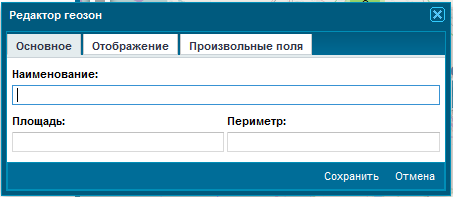 Редактор геозон
Основное Отображение Произвольные поля
Наименование:
Площадь: Периметр:
Сохранить Отмена